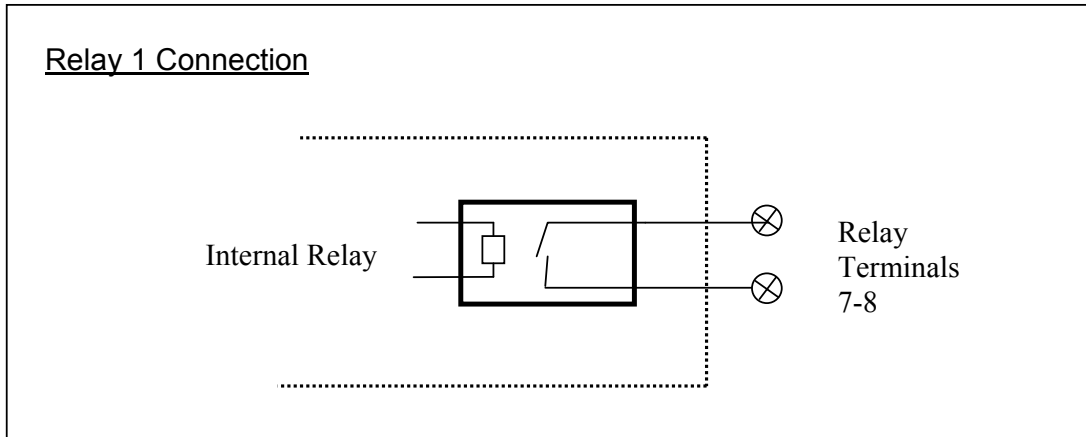 Relay 1 Connection
Internal Relay
Relay
Terminals
7-8